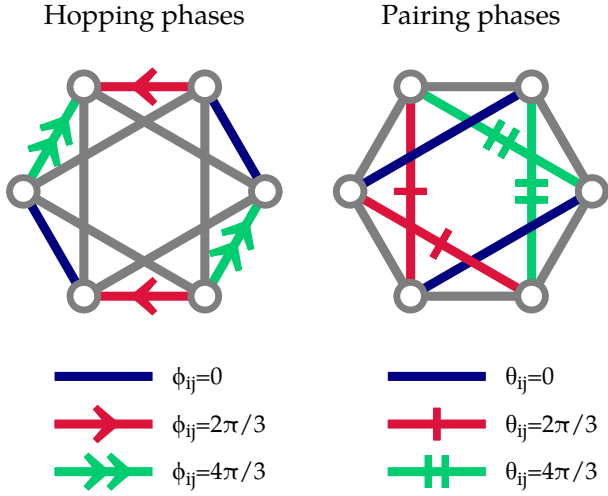 Hopping phases
Pairing phases
ϕij=0
θij=0
ϕij=2π/3
θij=2π/3
ϕij=4π/3
θij=4π/3